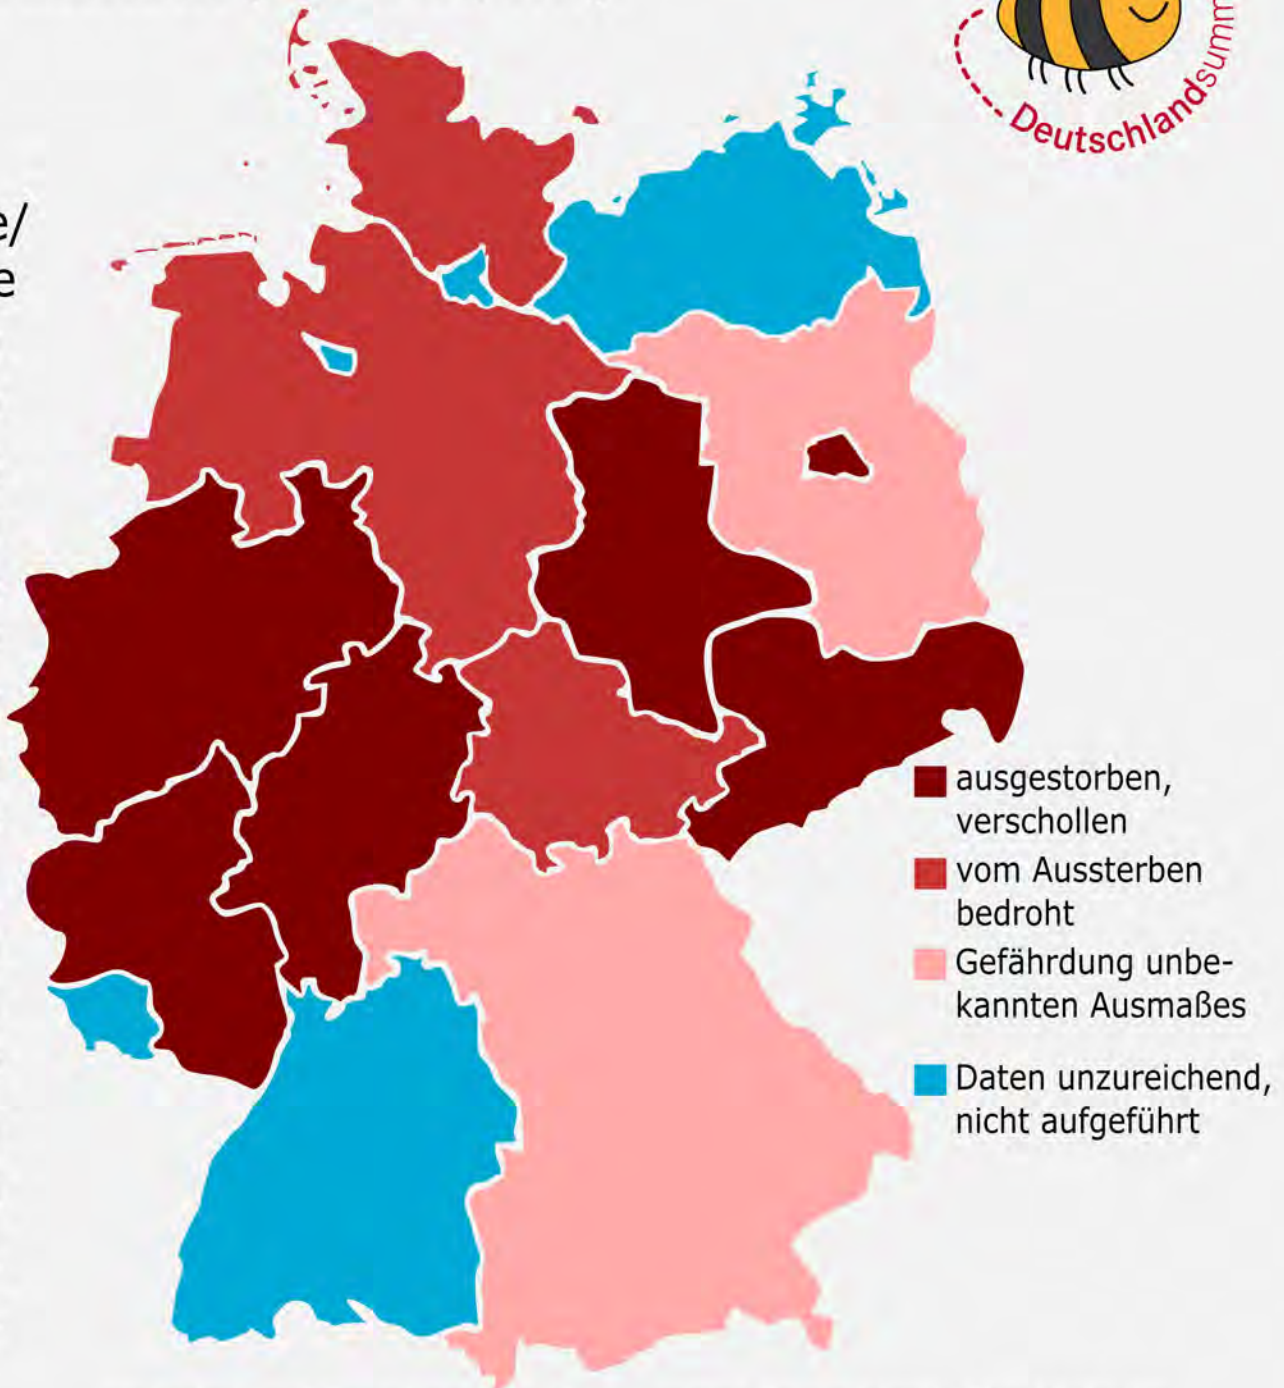 Deutschlandsumm
e/
e
ausgestorben,
verschollen
vom Aussterben
bedroht
Gefährdung unbe-
kannten Ausmaßes
Daten unzureichend,
nicht aufgeführt